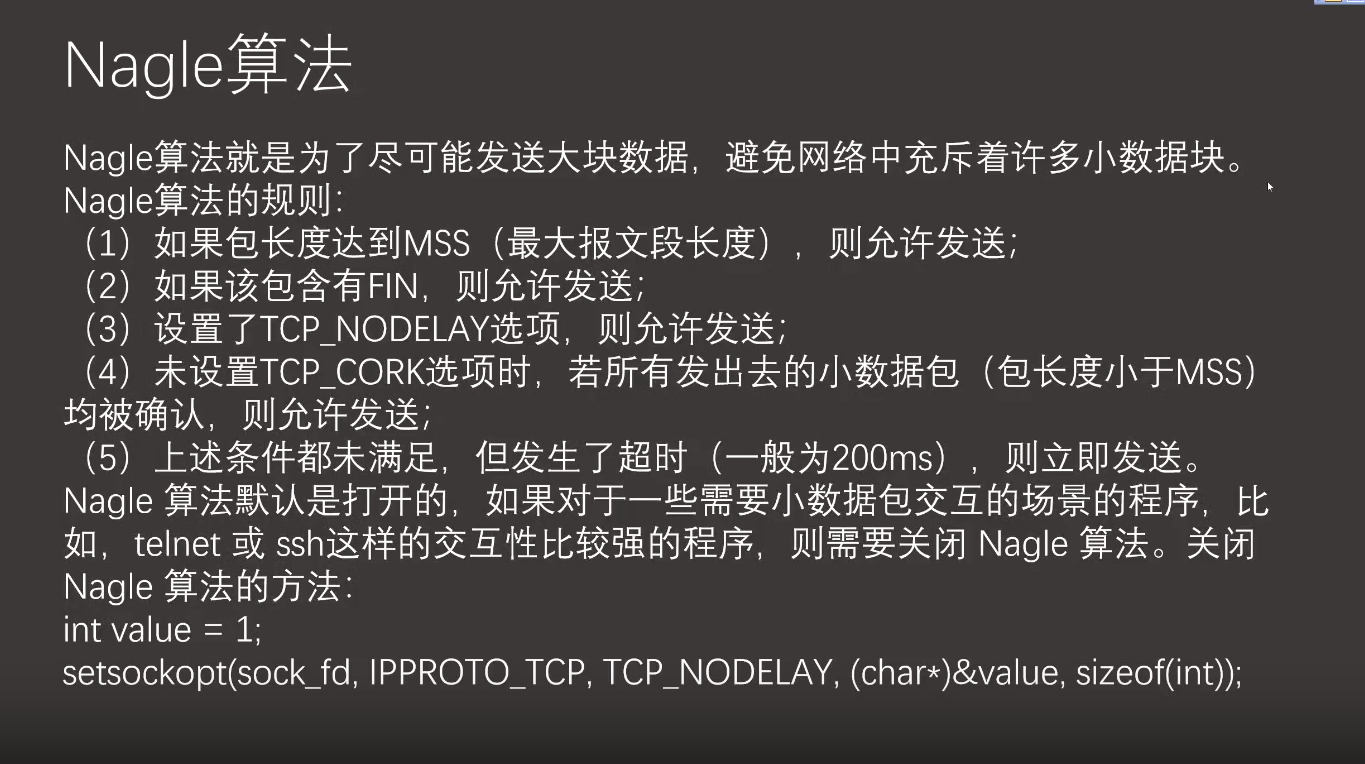 Nagle算法
Nagle算法就是为了尽可能发送大块数据，避免网络中充斥着许多小数据块。
Nagle算法的规则：
（1）如果包长度达到MSS（最大报文段长度），则允许发送；
（2）如果该包含有FIN，则允许发送；
（3）设置了TCP_NODELAY选项，则允许发送；
（4）未设置TCP_CORK选项时，若所有发出去的小数据包（包长度小于MSS）
均被确认，则允许发送；
（5）上述条件都未满足，但发生了超时（一般为200ms），则立即发送。
Nagle 算法默认是打开的，如果对于一些需要小数据包交互的场景的程序，比
如，telnet 或 ssh这样的交互性比较强的程序，则需要关闭 Nagle 算法。关闭
Nagle 算法的方法：
int value = 1;
setsockopt(sock_fd, IPPROTO_TCP, TCP_NODELAY, (char*)&value, sizeof(int));